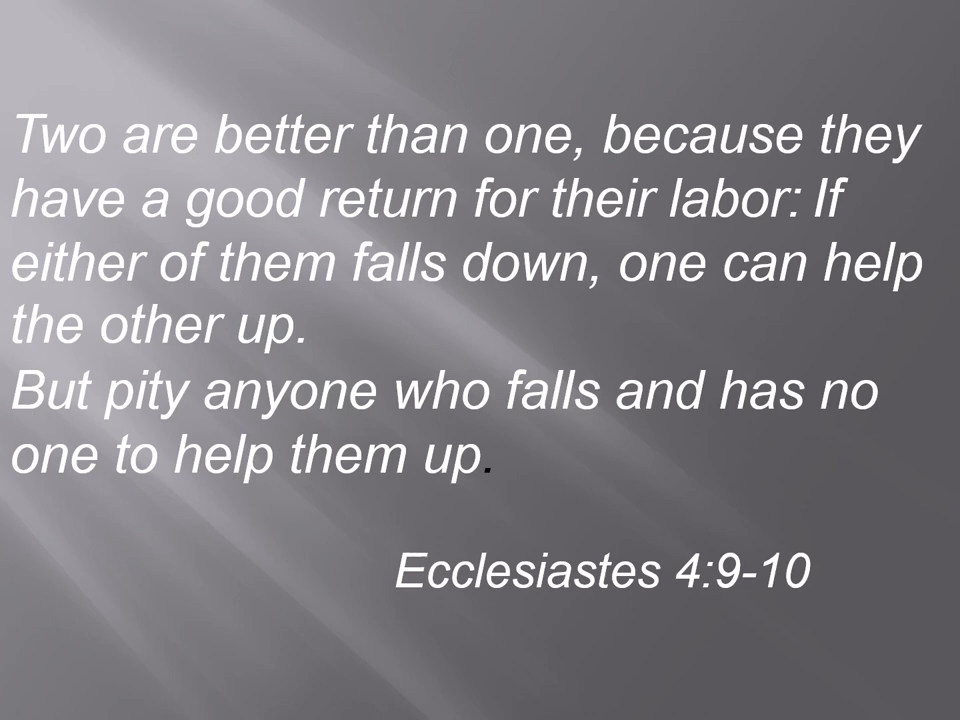 Two are better than one, because they
have a good return for their labor: If
either of them falls down, one can help
the other up.
But pity anyone who falls and has no
one to help them up.
Ecclesiastes 4:9-10